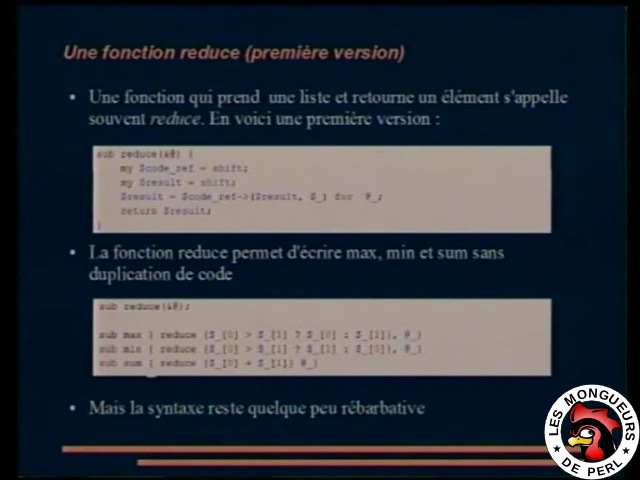 Une fonction reduce (première version)
• Une fonction qui prend une liste et retourne un élément s'appelle
souvent reduce. En voici une première version :
sub reduce(&@) {
my $code_ref = shift;
my $result = shift;
$result = $code_ref->($result, $_) for @_;
return $result;
}
• La fonction reduce permet d'écrire max, min et sum sans
duplication de code
sub reduce(&@);
sub max { reduce {$_[0] > $_[1] ? $_[0] : $_[1]}, @_}
sub min { reduce {$_[0] > $_[1] ? $_[1] : $_[0]}, @_}
sub sum { reduce {$_[0] + $_[1]} @_}
• Mais la syntaxe reste quelque peu rébarbative
LES MONGUEURS
DE PERL